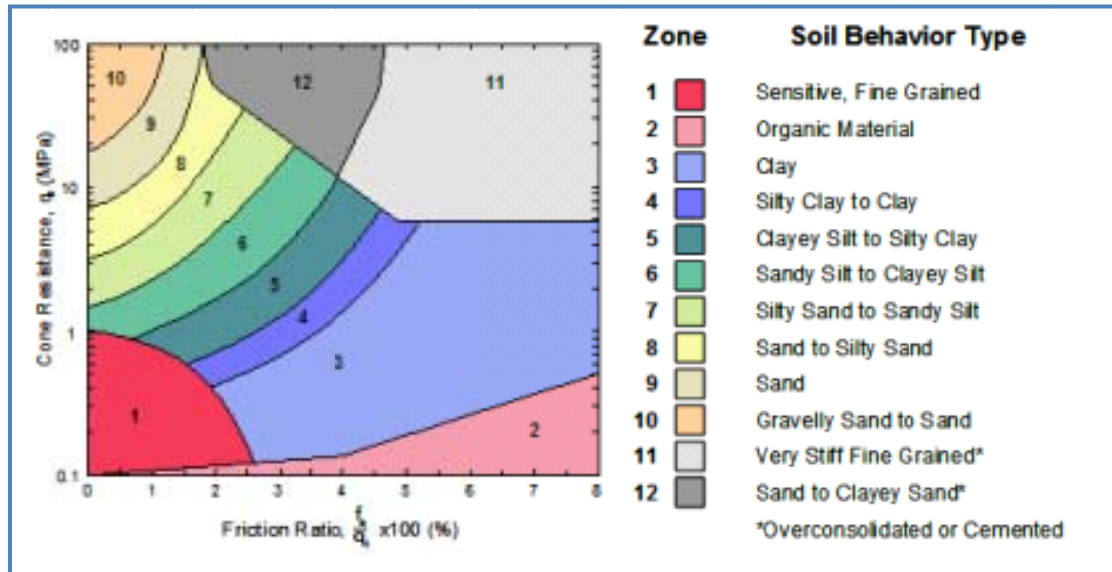 Zone Soil Behavior Type
1 Sensitive, Fine Grained
2 Organic Material
3 Clay
4 Silty Clay to Clay
5 Clayey Silt to Silty Clay
6 Sandy Silt to Clayey Silt
7 Silty Sand to Sandy Silt
8 Sand to Silty Sand
9 Sand
10 Gravelly Sand to Sand
11 Very Stiff Fine Grained*
12 Sand to Clayey Sand*
*Overconsolidated or Cemented
Cone Resistance, q (MPa)
100
10
1
0.1
0 1 2 3 4 5 6 7 8
Friction Ratio, f/q x100 (%)
10
9
8
7
6
5
4
3
1
2
12
11